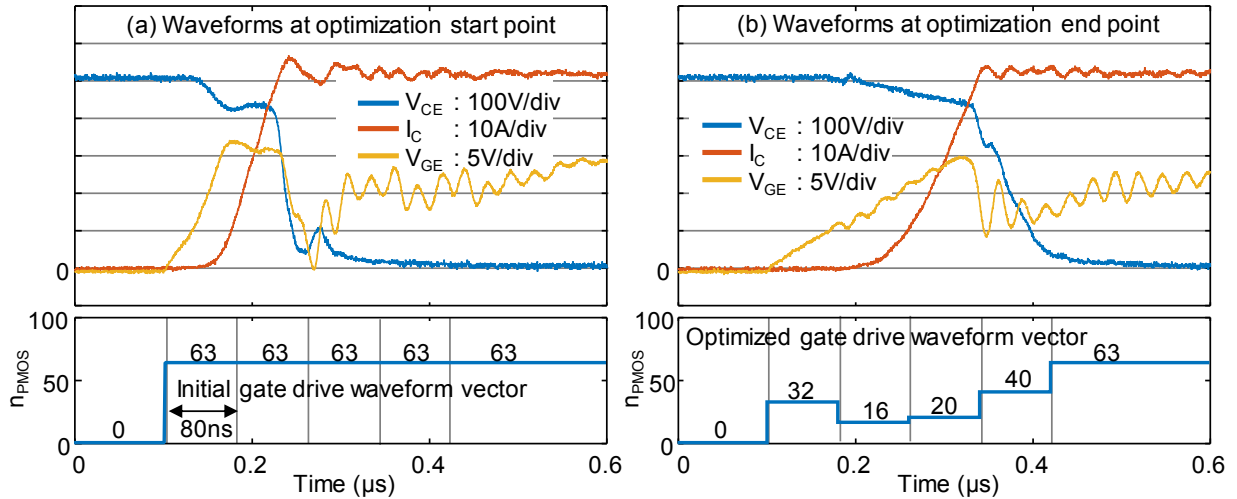 (a) Waveforms at optimization start point
V_CE : 100V/div
I_C : 10A/div
V_GE : 5V/div
0
100
50
0
n_PMOS
0
63 63 63 63 63
Initial gate drive waveform vector
80ns
0 0.2 0.4 0.6
Time (µs)
(b) Waveforms at optimization end point
V_CE : 100V/div
I_C : 10A/div
V_GE : 5V/div
0
100
50
0
n_PMOS
Optimized gate drive waveform vector
0 32 16 20 40 63
0 0.2 0.4 0.6
Time (µs)